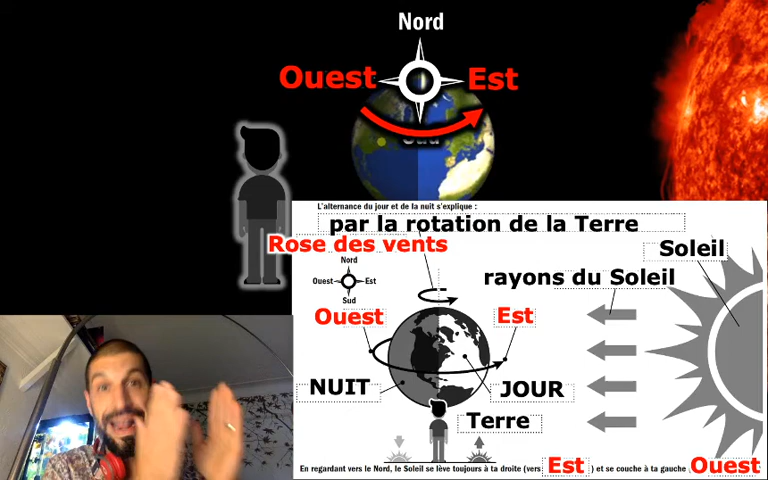 Nord
Ouest Est
Sud
L'alternance du jour et de la nuit s'explique :
par la rotation de la Terre
Rose des vents
Soleil
Nord
Ouest Est
Sud
rayons du Soleil
Ouest
Est
NUIT
JOUR
Terre
En regardant vers le Nord, le Soleil se lève toujours à ta droite (vers Est ) et se couche à ta gauche Ouest